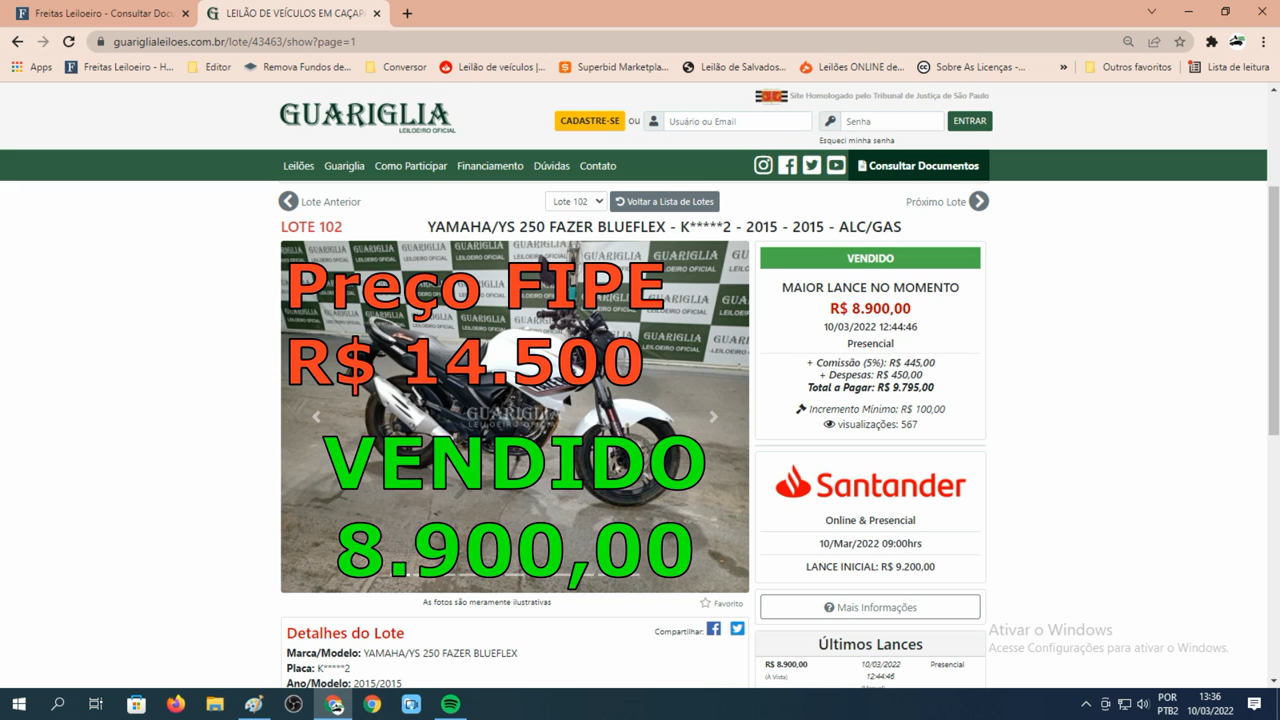 Freitas Leiloeiro - Consultar Docu
LEILÃO DE VEÍCULOS EM CAÇAPA
guariglialeiloes.com.br/lote/43463/show?page=1
Apps
Freitas Leiloeiro - H...
Editor
Remova Fundos de...
Conversor
Leilão de veículos |...
Superbid Marketpla...
Leilão de Salvados...
Leilões ONLINE de...
Sobre As Licenças -...
»
Outros favoritos
Lista de leitura
Site Homologado pelo Tribunal de Justiça de São Paulo
GUARIGLIA
LEILOEIRO OFICIAL
CADASTRE-SE ou Usuário ou Email Senha ENTRAR
Esqueci minha senha
Leilões Guariglia Como Participar Financiamento Dúvidas Contato Consultar Documentos
Lote Anterior Lote 102 Voltar a Lista de Lotes Próximo Lote
LOTE 102 YAMAHA/YS 250 FAZER BLUEFLEX - K*****2 - 2015 - 2015 - ALC/GAS
Preço FIPE
R$ 14.500
GUARIGLIA
LEILOEIRO OFICIAL
VENDIDO
8.900,00
As fotos são meramente ilustrativas
Favorito
VENDIDO
MAIOR LANCE NO MOMENTO
R$ 8.900,00
10/03/2022 12:44:46
Presencial
+ Comissão (5%): R$ 445,00
+ Despesas: R$ 450,00
Total a Pagar: R$ 9.795,00
Incremento Mínimo: R$ 100,00
visualizações: 567
Santander
Online & Presencial
10/Mar/2022 09:00hrs
LANCE INICIAL: R$ 9.200,00
Mais Informações
Detalhes do Lote
Compartilhar:
Marca/Modelo: YAMAHA/YS 250 FAZER BLUEFLEX
Placa: K*****2
Ano/Modelo: 2015/2015
Últimos Lances
R$ 8.900,00 10/03/2022 Presencial
(À Vista) 12:44:46
Ativar o Windows
Acesse Configurações para ativar o Windows.
POR
PTB2
13:36
10/03/2022